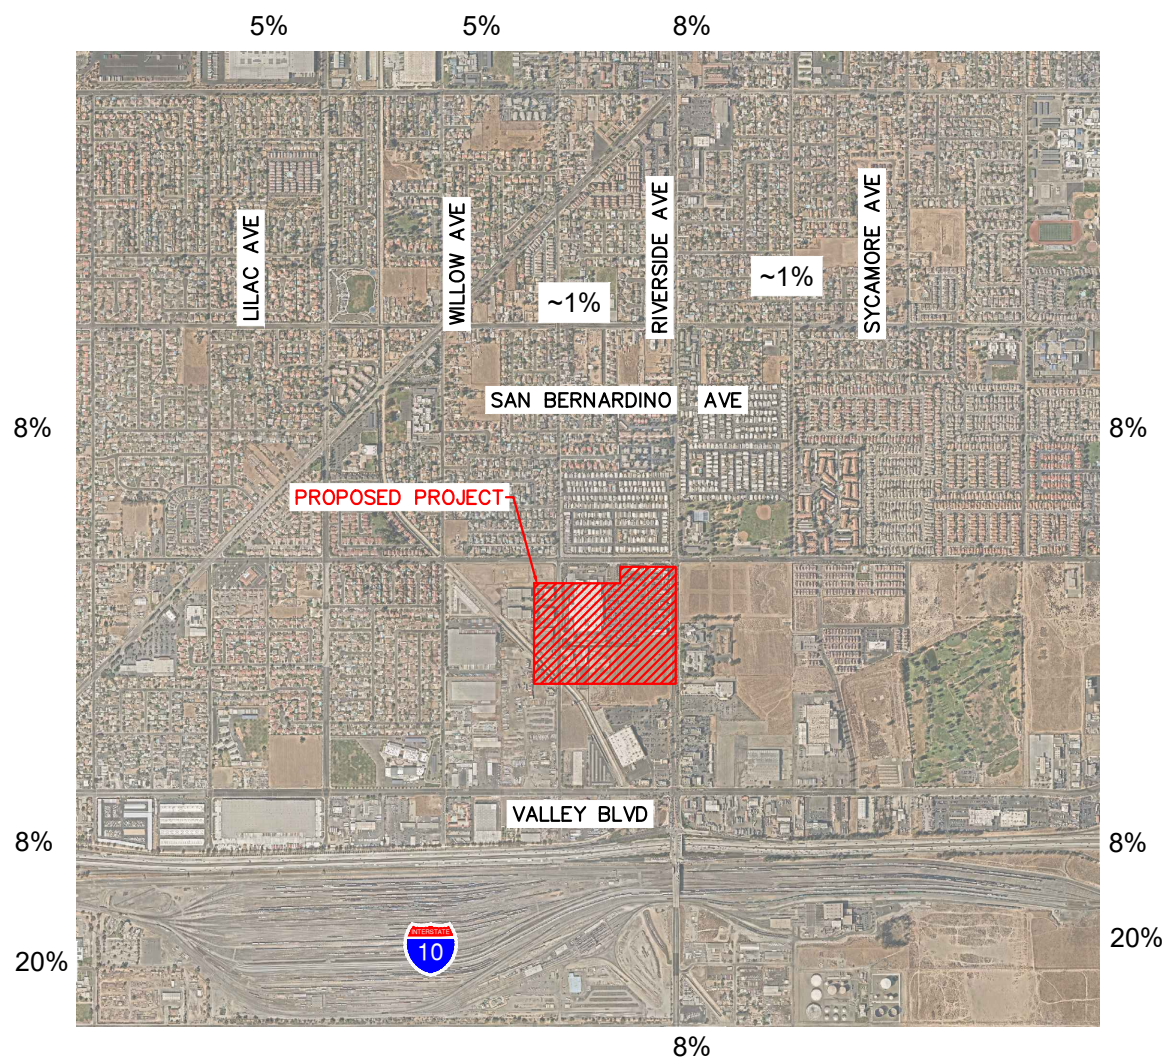 5%
5%
8%
LILAC AVE
WILLOW AVE
RIVERSIDE AVE
SYCAMORE AVE
~1%
~1%
SAN BERNARDINO AVE
8%
8%
PROPOSED PROJECT
VALLEY BLVD
8%
8%
INTERSTATE
10
20%
20%
8%